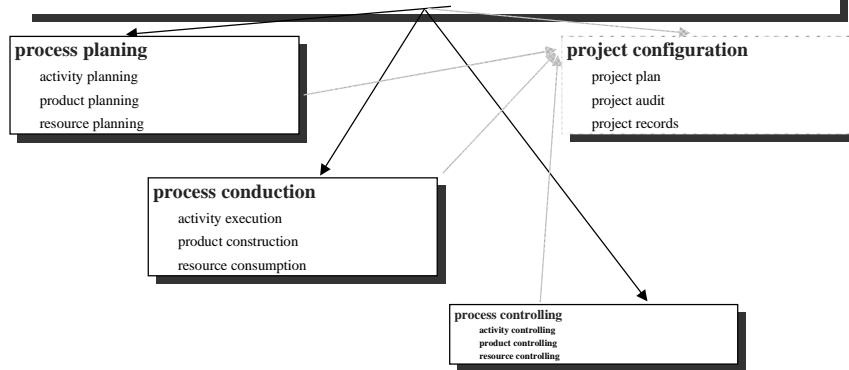 process planing
activity planning
product planning
resource planning
project configuration
project plan
project audit
project records
process conduction
activity execution
product construction
resource consumption
process controlling
activity controlling
product controlling
resource controlling